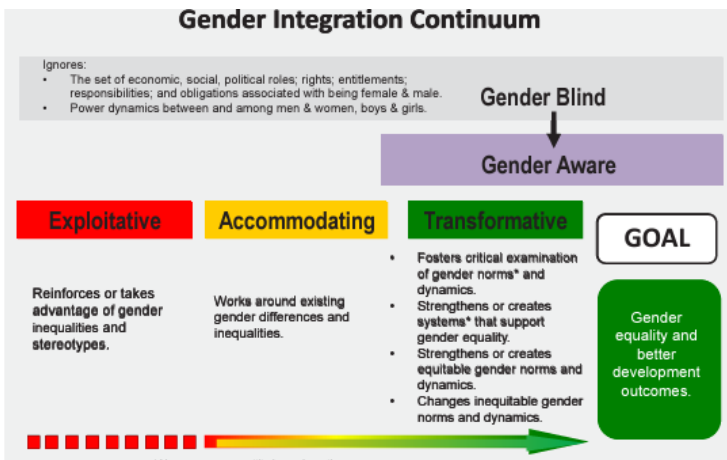 Gender Integration Continuum
Ignores:
• The set of economic, social, political roles; rights; entitlements;
responsibilities; and obligations associated with being female & male.
• Power dynamics between and among men & women, boys & girls.
Gender Blind
Gender Aware
Exploitative
Reinforces or takes
advantage of gender
inequalities and
stereotypes.
Accommodating
Works around existing
gender differences and
inequalities.
Transformative
• Fosters critical examination
of gender norms* and
dynamics.
• Strengthens or creates
systems* that support
gender equality.
• Strengthens or creates
equitable gender norms and
dynamics.
• Changes inequitable gender
norms and dynamics.
GOAL
Gender
equality and
better
development
outcomes.